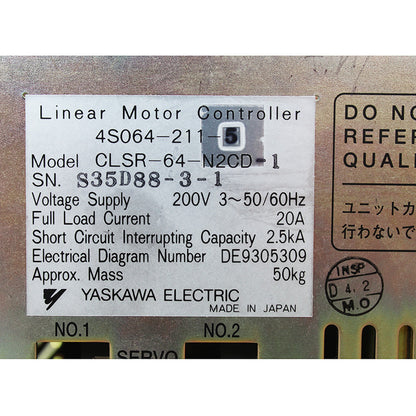 Linear Motor Controller
4S064-211-5
Model CLSR-64-N2CD-1
SN. S35D88-3-1
Voltage Supply 200V 3~50/60Hz
Full Load Current 20A
Short Circuit Interrupting Capacity 2.5kA
Electrical Diagram Number DE9305309
Approx. Mass 50kg
YASKAWA ELECTRIC
MADE IN JAPAN
DO NO
REFER
QUALI
ユニットカ
行わないで
INSP
D 4.2
M.O
NO.1
NO.2
SERVO